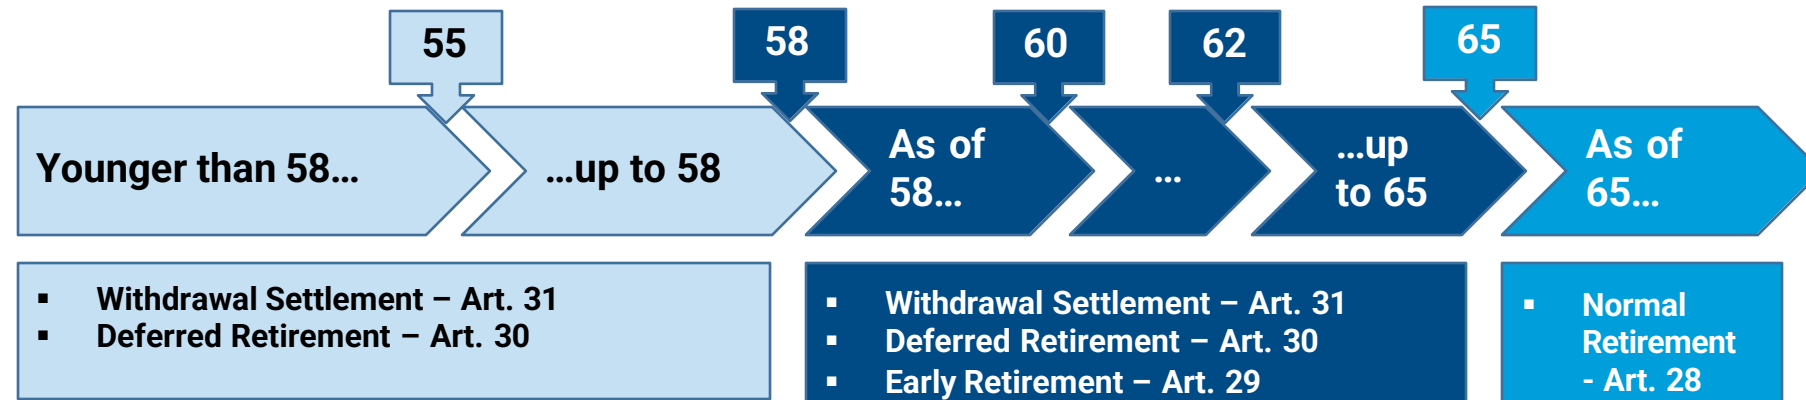 55
58
60
62
65
Younger than 58…
…up to 58
As of
58…
…
…up
to 65
As of
65…
▪ Withdrawal Settlement – Art. 31
▪ Deferred Retirement – Art. 30
▪ Withdrawal Settlement – Art. 31
▪ Deferred Retirement – Art. 30
▪ Early Retirement – Art. 29
▪ Normal
Retirement
- Art. 28